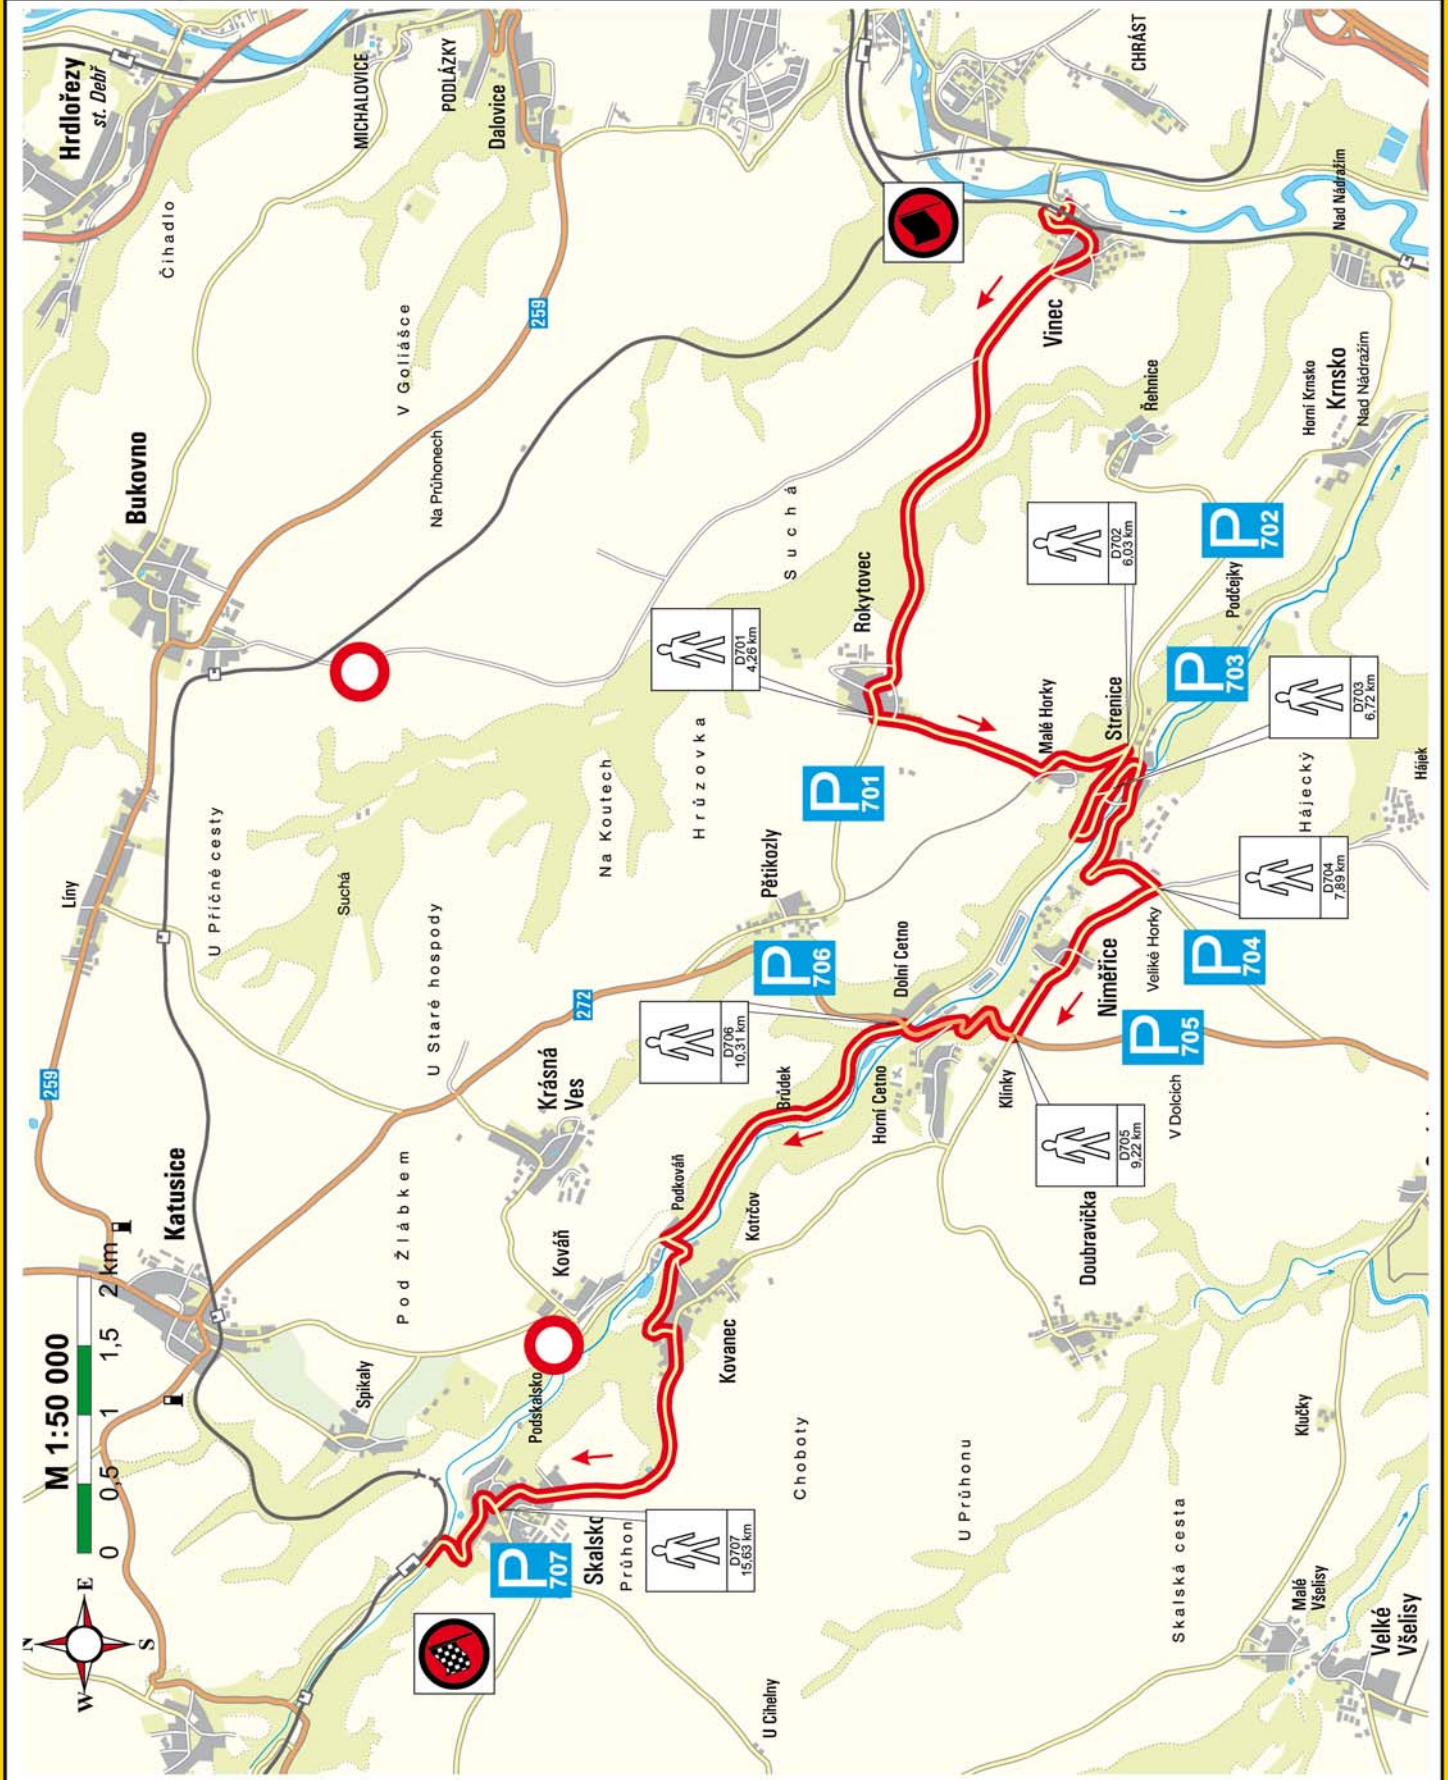 M 1:50 000
0
0,5
1
1,5
2 km
N
W
E
S
Hrdlořezy
st. Debř
MICHALOVICE
PODLÁZKY
Dalovice
CHRÁST
Čihadlo
V Goliášce
259
Bukovno
Na Průhonech
Vinec
Nad Nádražím
Řehnice
Horní Krnsko
Krnsko
Nad Nádražím
Suchá
Rokytovec
D701
4,26 km
D702
6,03 km
P
702
Podčejky
P
703
D703
6,72 km
Strenice
Malé Horky
Hrůzovka
Na Koutech
P
701
Hájecký
Hájek
D704
7,89 km
Líny
U Příčné cesty
Suchá
U Staré hospody
Pětikozly
P
706
Dolní Cetno
Niměřice
Veliké Horky
P
704
P
705
272
D706
10,31 km
259
Krásná
Ves
Brůdek
Horní Cetno
Klínky
V Dolcích
D705
9,22 km
Katusice
Pod Žlábkem
Kováň
Podkováň
Kotrčov
Doubravička
Spikaly
Podskalsko
Kovanec
Klučky
Choboty
U Průhonu
Skalská cesta
P
707
Skalsko
Průhon
D707
15,63 km
U Cihelny
Malé
Všelisy
Velké
Všelisy